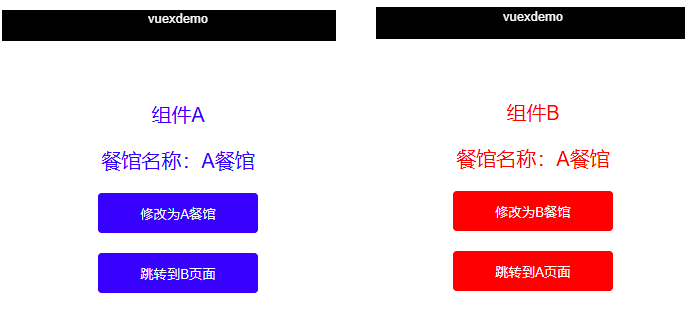 vuexdemo
组件A
餐馆名称：A餐馆
修改为A餐馆
跳转到B页面
vuexdemo
组件B
餐馆名称：A餐馆
修改为B餐馆
跳转到A页面